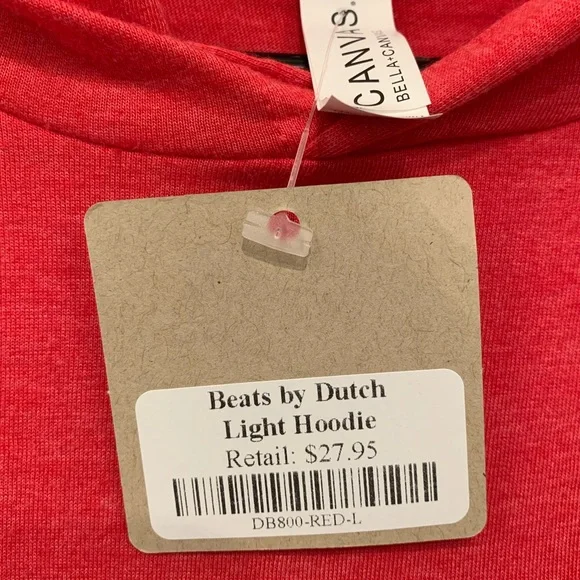 CANVAS.
BELLA+CANVAS
Beats by Dutch
Light Hoodie
Retail: $27.95
DB800-RED-L